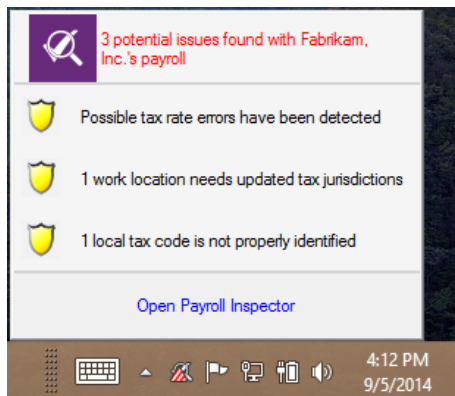 3 potential issues found with Fabrikam,
Inc.'s payroll
Possible tax rate errors have been detected
1 work location needs updated tax jurisdictions
1 local tax code is not properly identified
Open Payroll Inspector
4:12 PM
9/5/2014